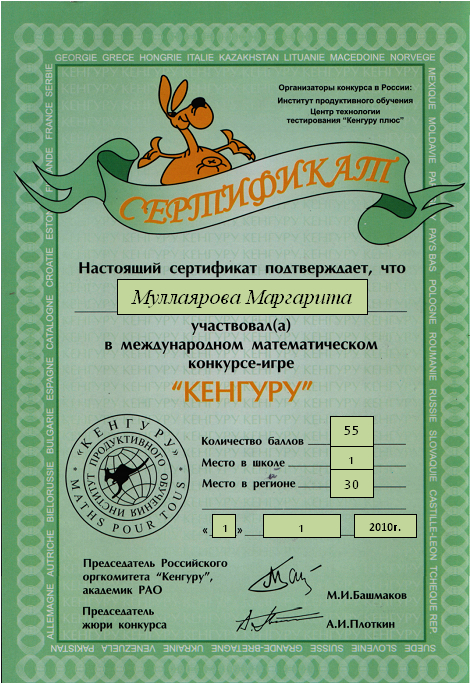 GEORGIE GRECE HONGRIE ITALIE KAZAKHSTAN LITUANIE MACEDOINE NORVEGE
Организаторы конкурса в России:
Институт продуктивного обучения
Центр технологии
тестирования "Кенгуру плюс"
СЕРТИФИКАТ
Настоящий сертификат подтверждает, что
Муллаярова Маргарита
участвовал(а)
в международном математическом
конкурсе-игре
"КЕНГУРУ"
"КЕНГУРУ"
ИНСТИТУТ ПРОДУКТИВНОГО ОБУЧЕНИЯ
MATHS POUR TOUS
Количество баллов 55
Место в школе 1
Место в регионе 30
« 1 » 1 2010г.
Председатель Российского
оргкомитета "Кенгуру",
академик РАО
М.И.Башмаков
Председатель
жюри конкурса
А.И.Плоткин
ALLEMAGNE AUTRICHE BIELORUSSIE BULGARIE ESPAGNE CATALOGNE CROATIE FRANCE SERBIE
MEXIQUE MOLDAVIE PAYS BAS POLOGNE ROUMANIE RUSSIE SLOVAQUIE CASTILLE-LEON TCHEQUE REP.
PAKISTAN VENEZUELA UKRAINE GRANDE-BRETAGNE SUISSE SLOVENIE SUEDE